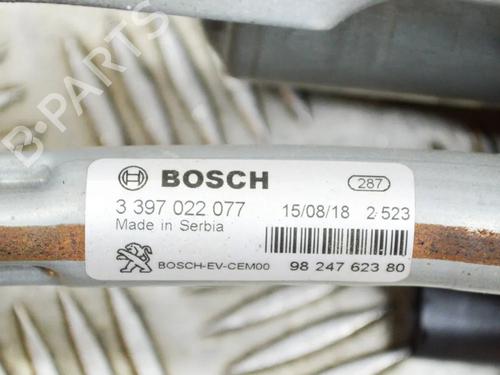 B-PARTS
BOSCH 287
3 397 022 077 15/08/18 2 523
Made in Serbia
BOSCH-EV-CEM00 98 247 623 80